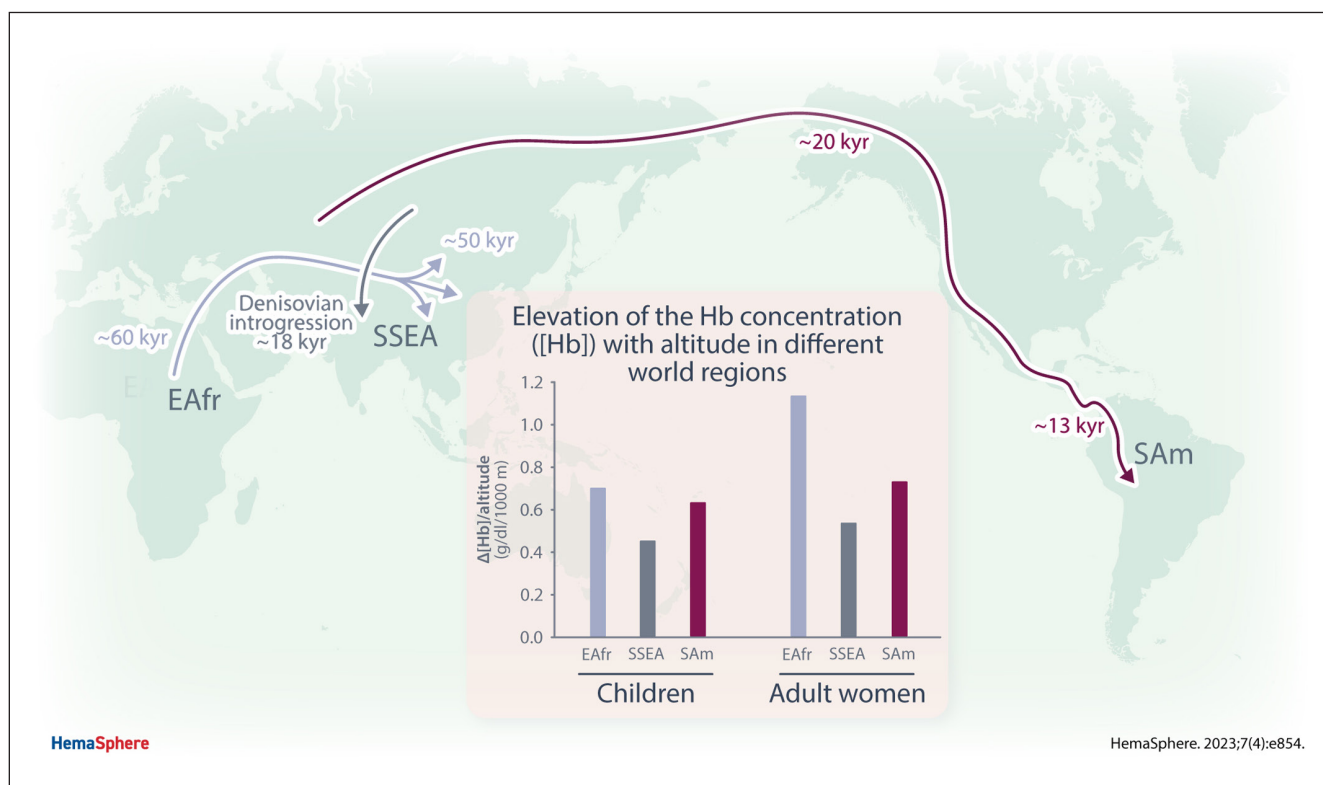 ~20 kyr
~50 kyr
Denisovian
introgression
~18 kyr
~60 kyr
SSEA
EAfr
~13 kyr
SAm
Elevation of the Hb concentration
([Hb]) with altitude in different
world regions
Δ[Hb]/altitude
(g/dl/1000 m)
1.2
1.0
0.8
0.6
0.4
0.2
0.0
EAfr SSEA SAm EAfr SSEA SAm
Children Adult women
HemaSphere
HemaSphere. 2023;7(4):e854.